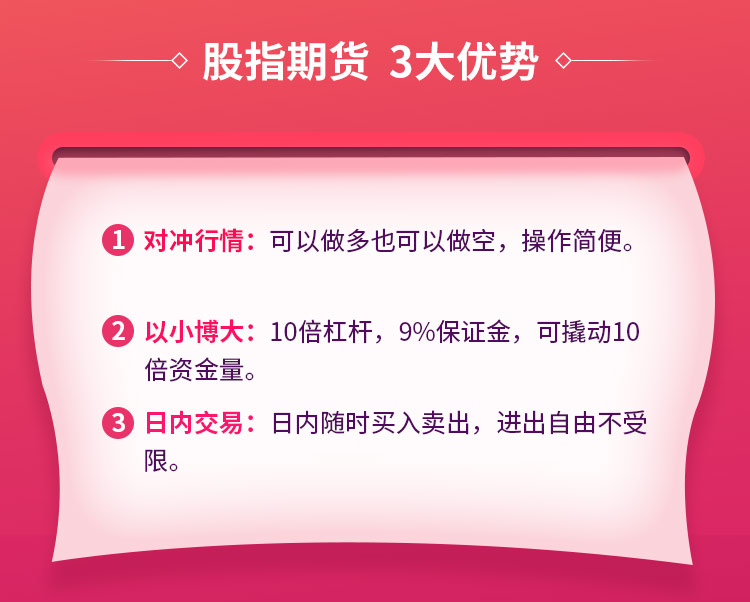 股指期货 3大优势
1 对冲行情：可以做多也可以做空，操作简便。
2 以小博大：10倍杠杆，9%保证金，可撬动10
倍资金量。
3 日内交易：日内随时买入卖出，进出自由不受
限。